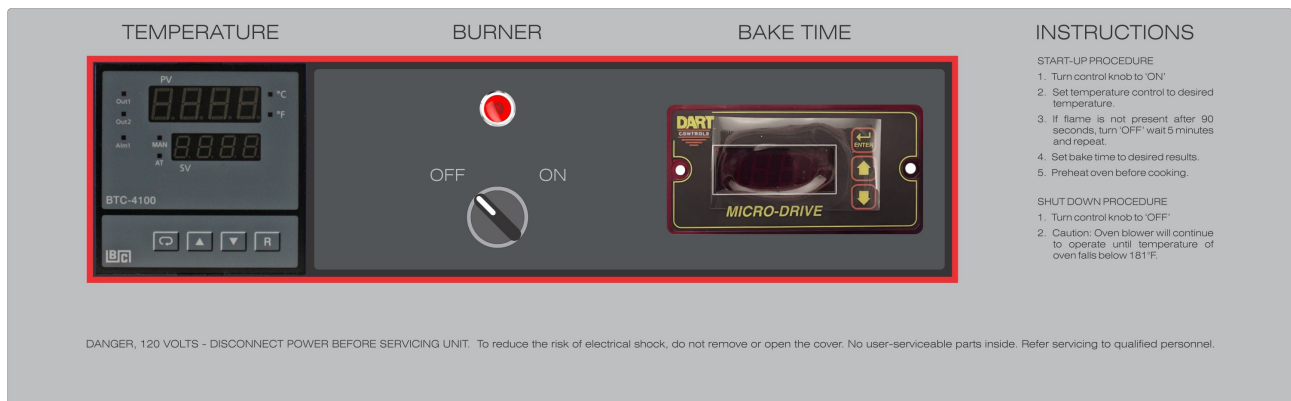 TEMPERATURE
BURNER
BAKE TIME
INSTRUCTIONS
PV
Out1
Out2
Alm1
MAN
AT
SV
°C
°F
BTC-4100
R
BC
OFF
ON
DART
CONTROLS
ENTER
MICRO-DRIVE
START-UP PROCEDURE
1. Turn control knob to 'ON'
2. Set temperature control to desired
temperature.
3. If flame is not present after 90
seconds, turn 'OFF' wait 5 minutes
and repeat.
4. Set bake time to desired results.
5. Preheat oven before cooking.
SHUT DOWN PROCEDURE
1. Turn control knob to 'OFF'
2. Caution: Oven blower will continue
to operate until temperature of
oven falls below 181°F.
DANGER, 120 VOLTS - DISCONNECT POWER BEFORE SERVICING UNIT. To reduce the risk of electrical shock, do not remove or open the cover. No user-serviceable parts inside. Refer servicing to qualified personnel.